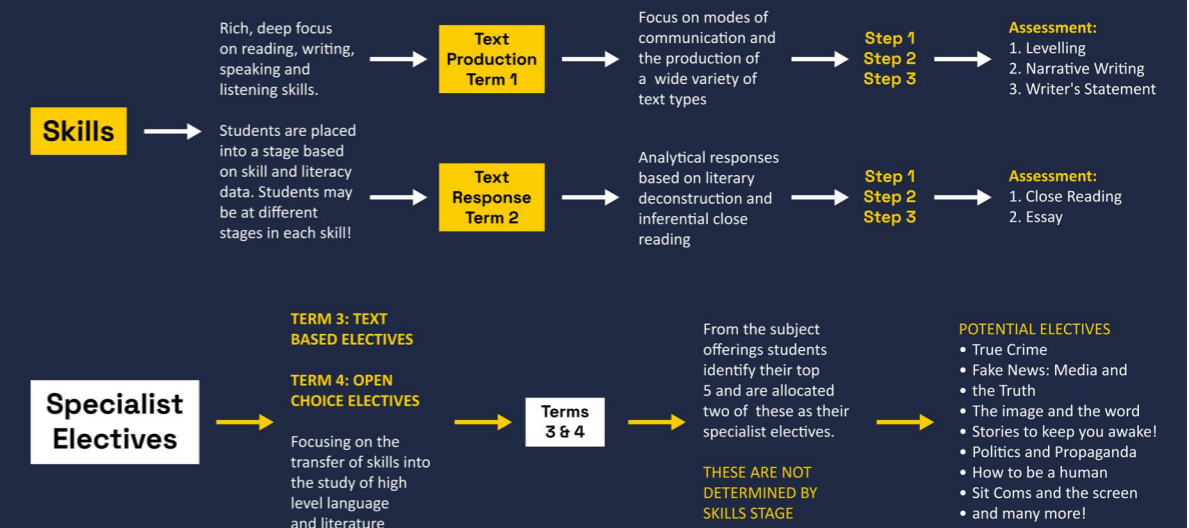 Skills
Rich, deep focus
on reading, writing,
speaking and
listening skills.
Students are placed
into a stage based
on skill and literacy
data. Students may
be at different
stages in each skill!
Text
Production
Term 1
Focus on modes of
communication and
the production of
a wide variety of
text types
Step 1
Step 2
Step 3
Assessment:
1. Levelling
2. Narrative Writing
3. Writer's Statement
Text
Response
Term 2
Analytical responses
based on literary
deconstruction and
inferential close
reading
Step 1
Step 2
Step 3
Assessment:
1. Close Reading
2. Essay
Specialist
Electives
TERM 3: TEXT
BASED ELECTIVES
TERM 4: OPEN
CHOICE ELECTIVES
Focusing on the
transfer of skills into
the study of high
level language
and literature
Terms
3 & 4
From the subject
offerings students
identify their top
5 and are allocated
two of these as their
specialist electives.
THESE ARE NOT
DETERMINED BY
SKILLS STAGE
POTENTIAL ELECTIVES
• True Crime
• Fake News: Media and
• the Truth
• The image and the word
• Stories to keep you awake!
• Politics and Propaganda
• How to be a human
• Sit Coms and the screen
• and many more!